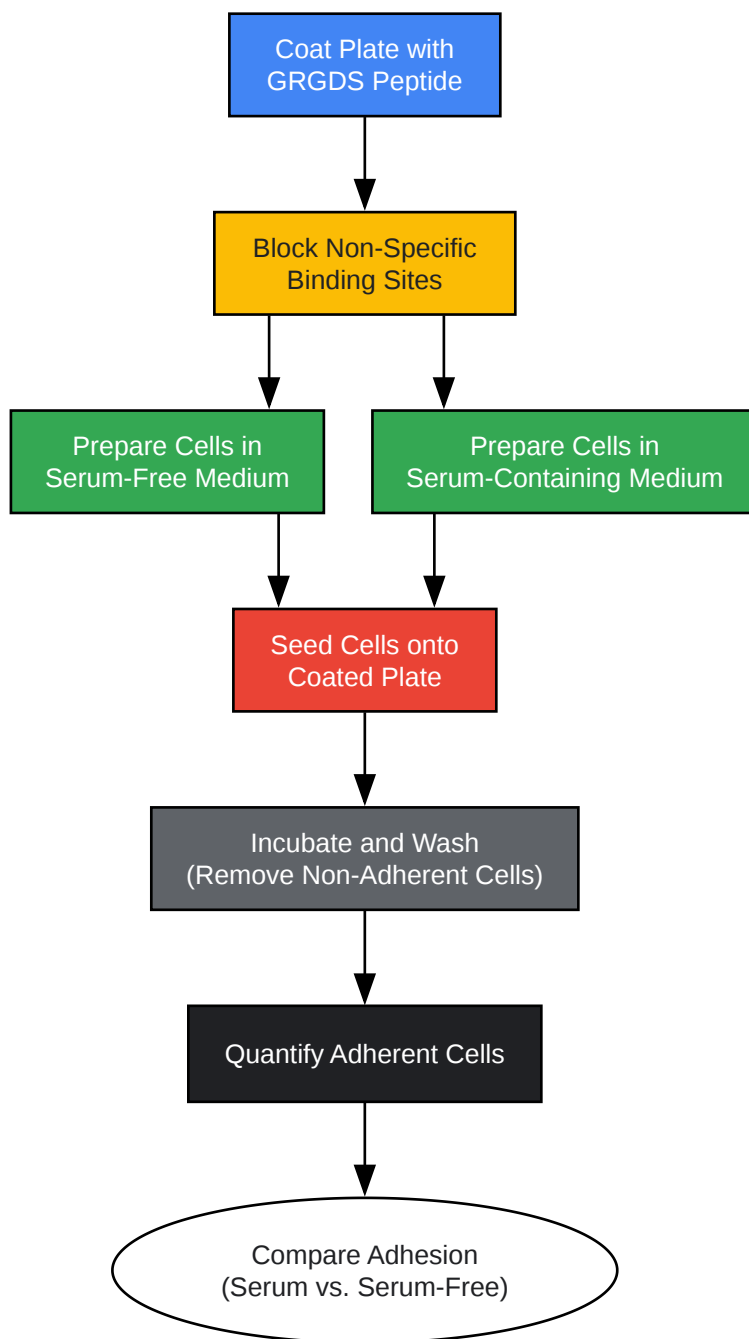 Coat Plate with
GRGDS Peptide
Block Non-Specific
Binding Sites
Prepare Cells in
Serum-Free Medium
Prepare Cells in
Serum-Containing Medium
Seed Cells onto
Coated Plate
Incubate and Wash
(Remove Non-Adherent Cells)
Quantify Adherent Cells
Compare Adhesion
(Serum vs. Serum-Free)